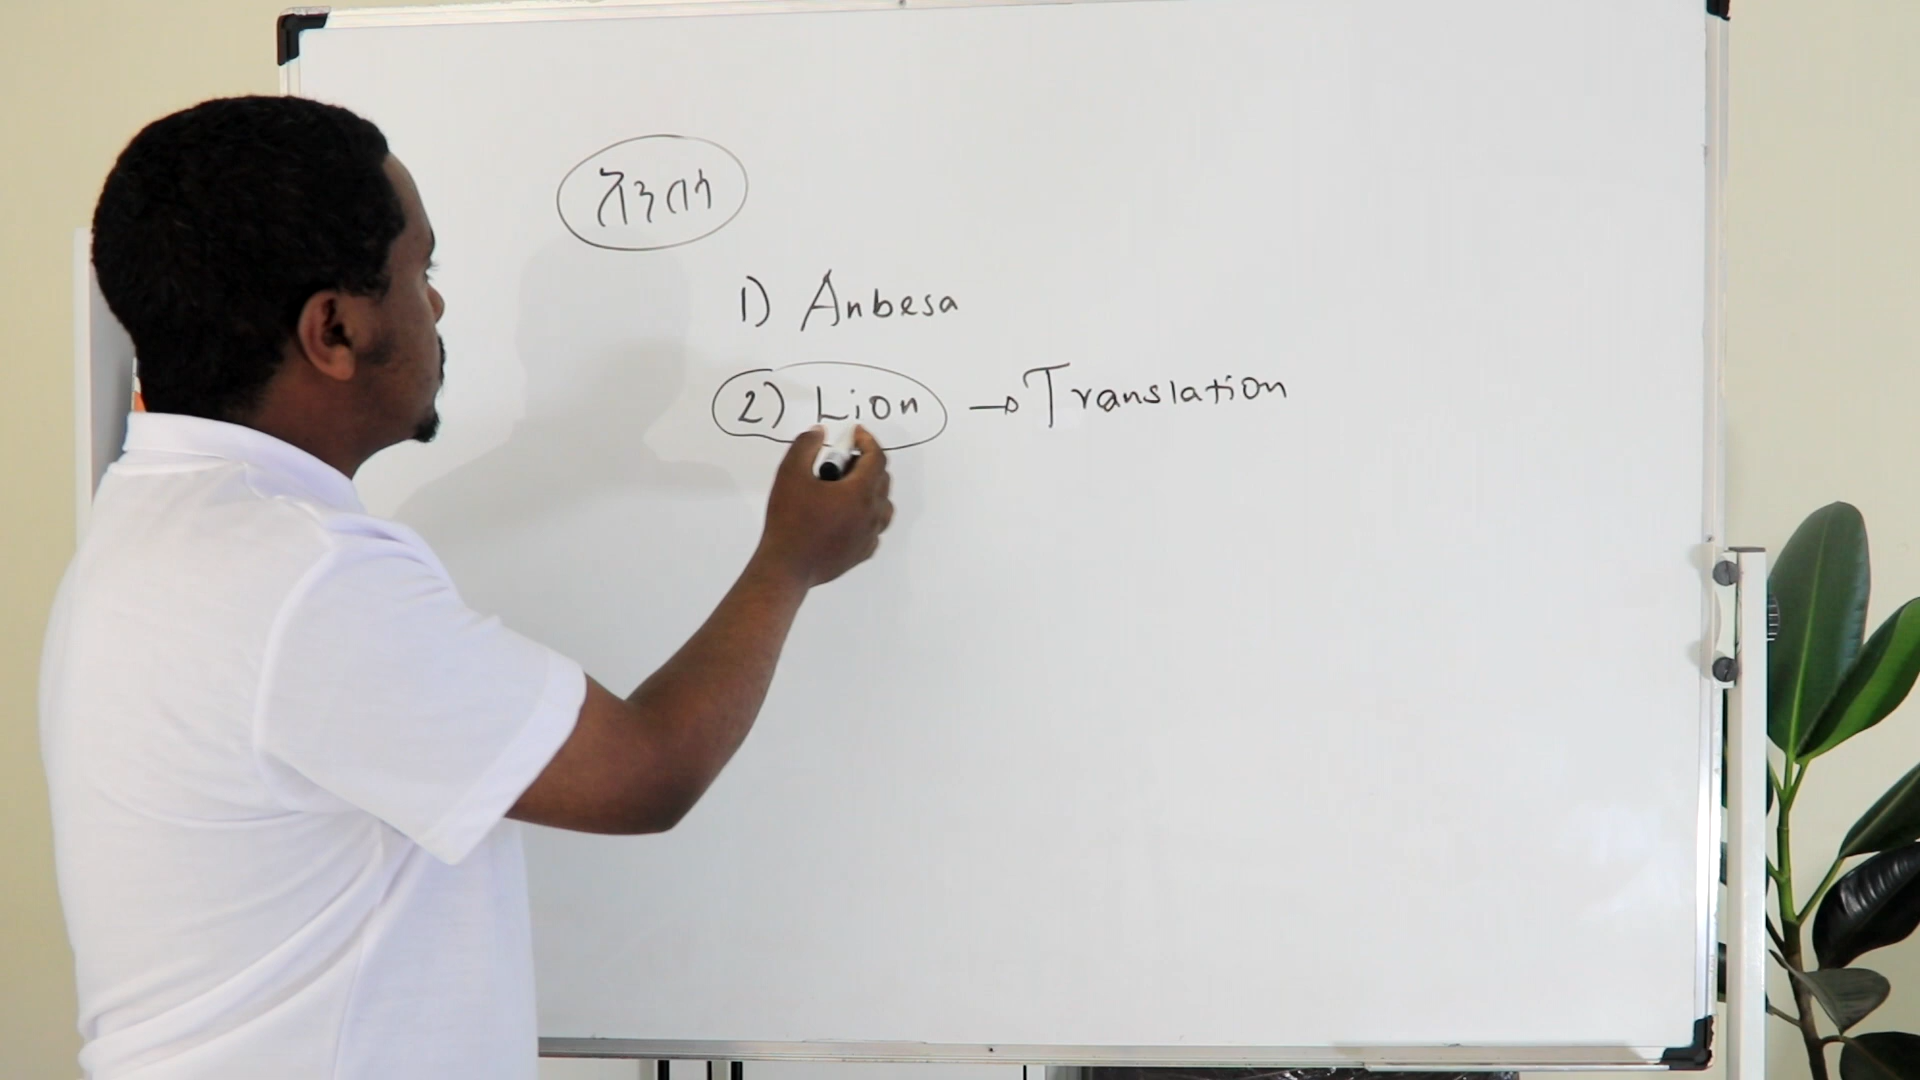 አንበሳ
1) Anbesa
2) Lion → Translation